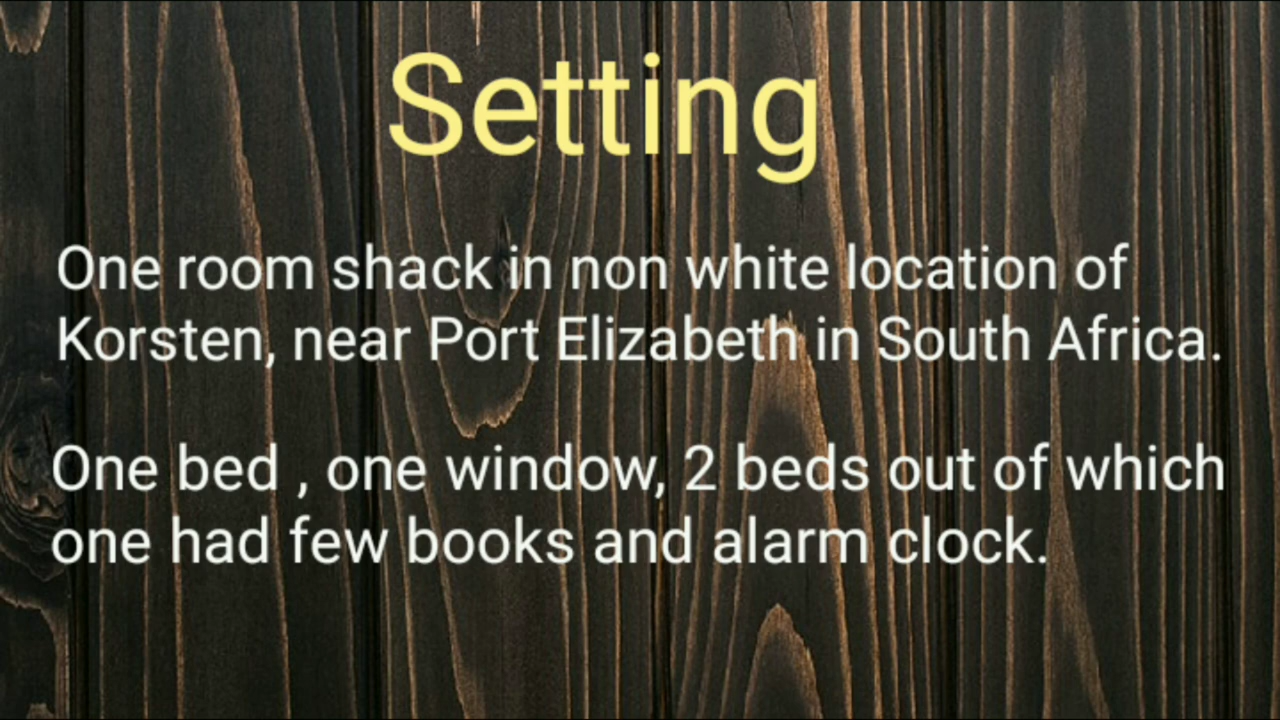 Setting
One room shack in non white location of
Korsten, near Port Elizabeth in South Africa.
One bed , one window, 2 beds out of which
one had few books and alarm clock.